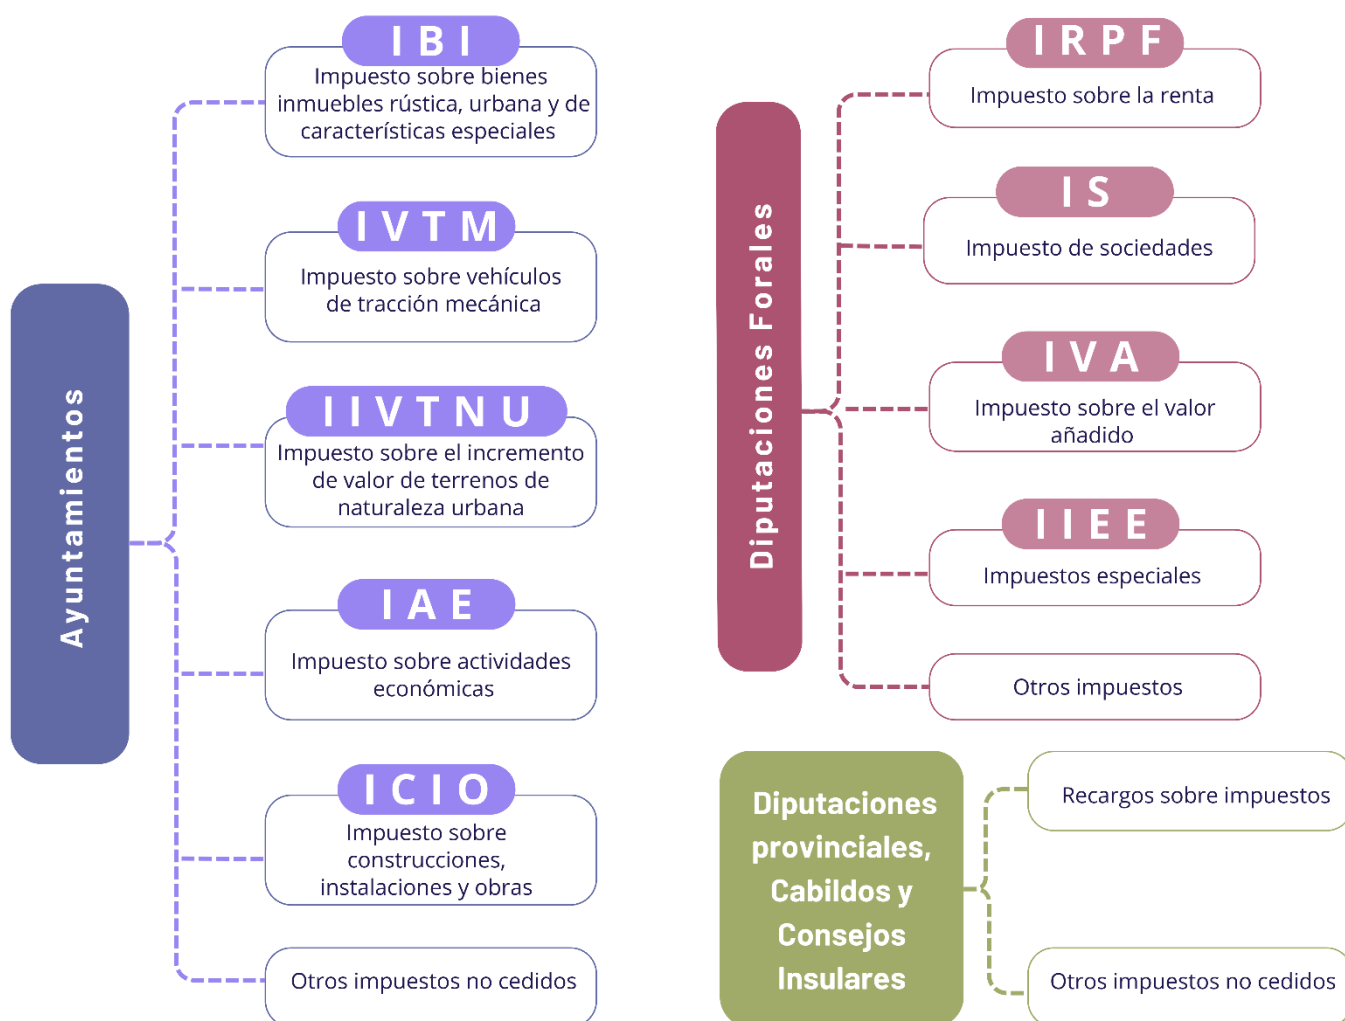 Ayuntamientos
I B I
Impuesto sobre bienes
inmuebles rústica, urbana y de
características especiales
I V T M
Impuesto sobre vehículos
de tracción mecánica
I I V T N U
Impuesto sobre el incremento
de valor de terrenos de
naturaleza urbana
I A E
Impuesto sobre actividades
económicas
I C I O
Impuesto sobre
construcciones,
instalaciones y obras
Otros impuestos no cedidos
Diputaciones Forales
I R P F
Impuesto sobre la renta
I S
Impuesto de sociedades
I V A
Impuesto sobre el valor
añadido
I I E E
Impuestos especiales
Otros impuestos
Diputaciones
provinciales,
Cabildos y
Consejos
Insulares
Recargos sobre impuestos
Otros impuestos no cedidos